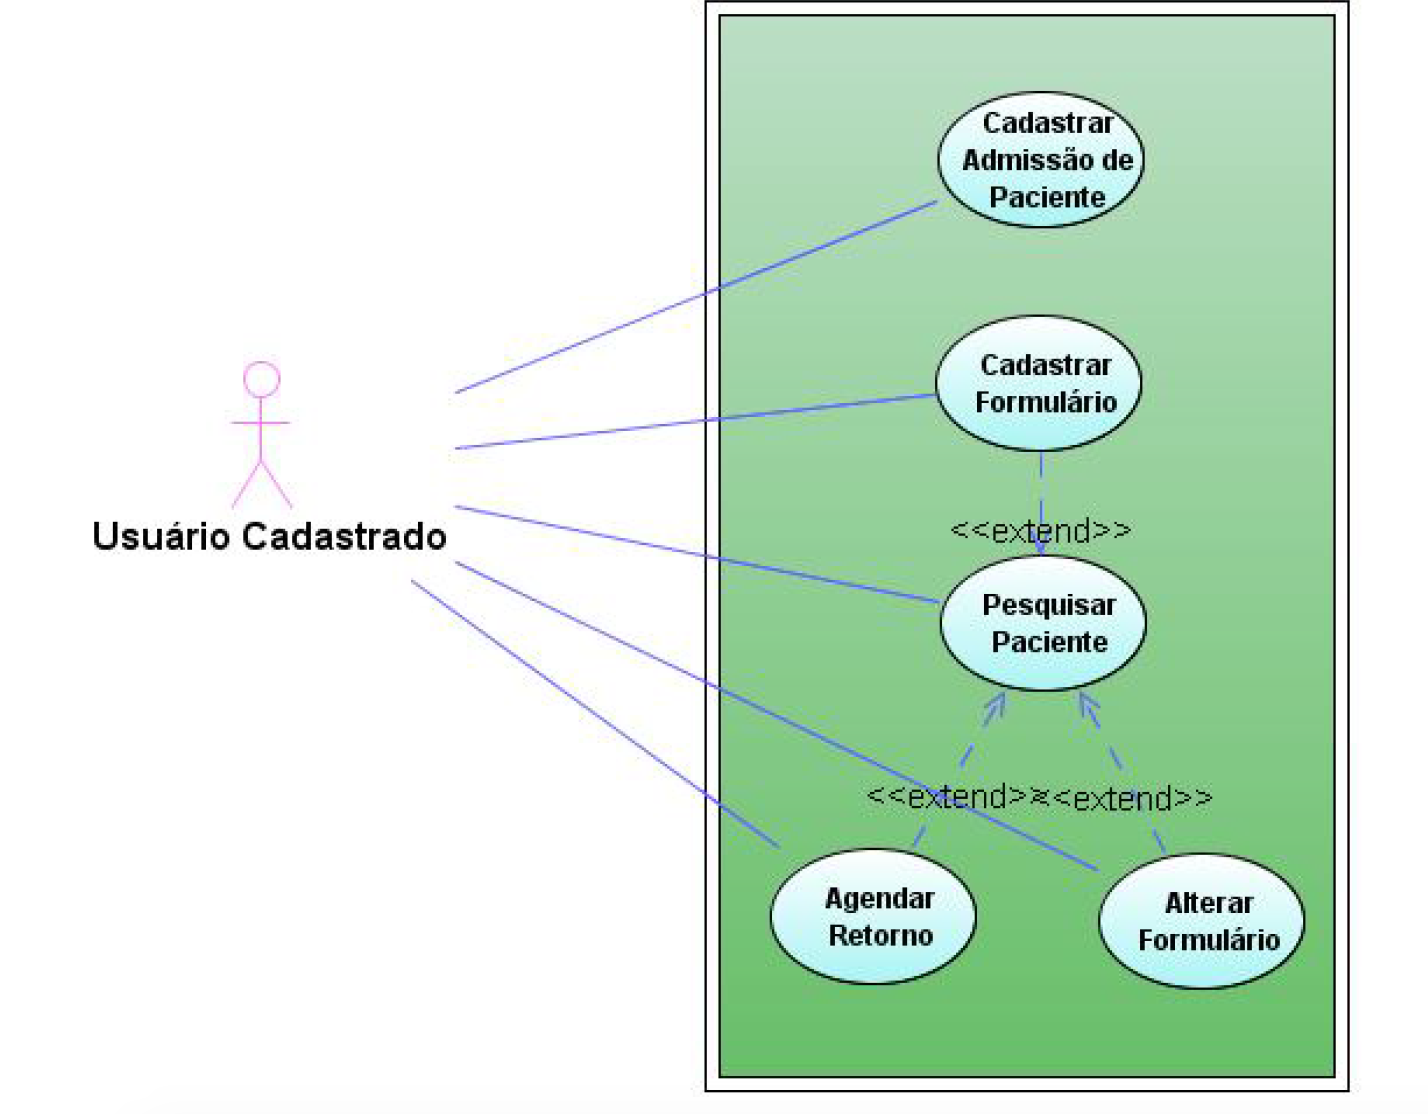 Cadastrar
Admissão de
Paciente
Cadastrar
Formulário
Usuário Cadastrado
<<extend>>
Pesquisar
Paciente
<<extend>>
<<extend>>
Agendar
Retorno
Alterar
Formulário